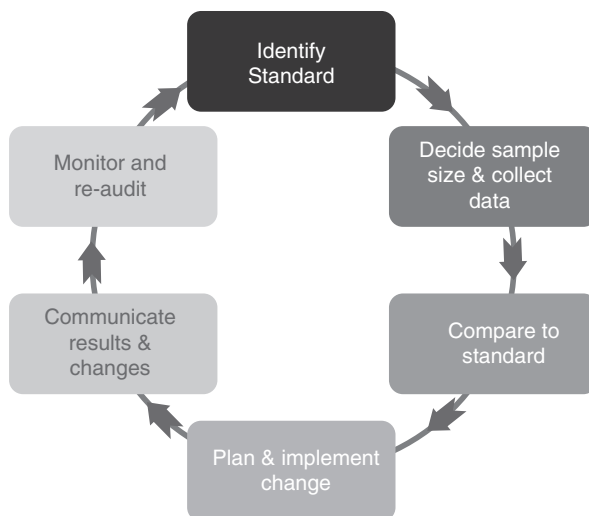 Identify
Standard
Decide sample
size & collect
data
Compare to
standard
Plan & implement
change
Communicate
results &
changes
Monitor and
re-audit